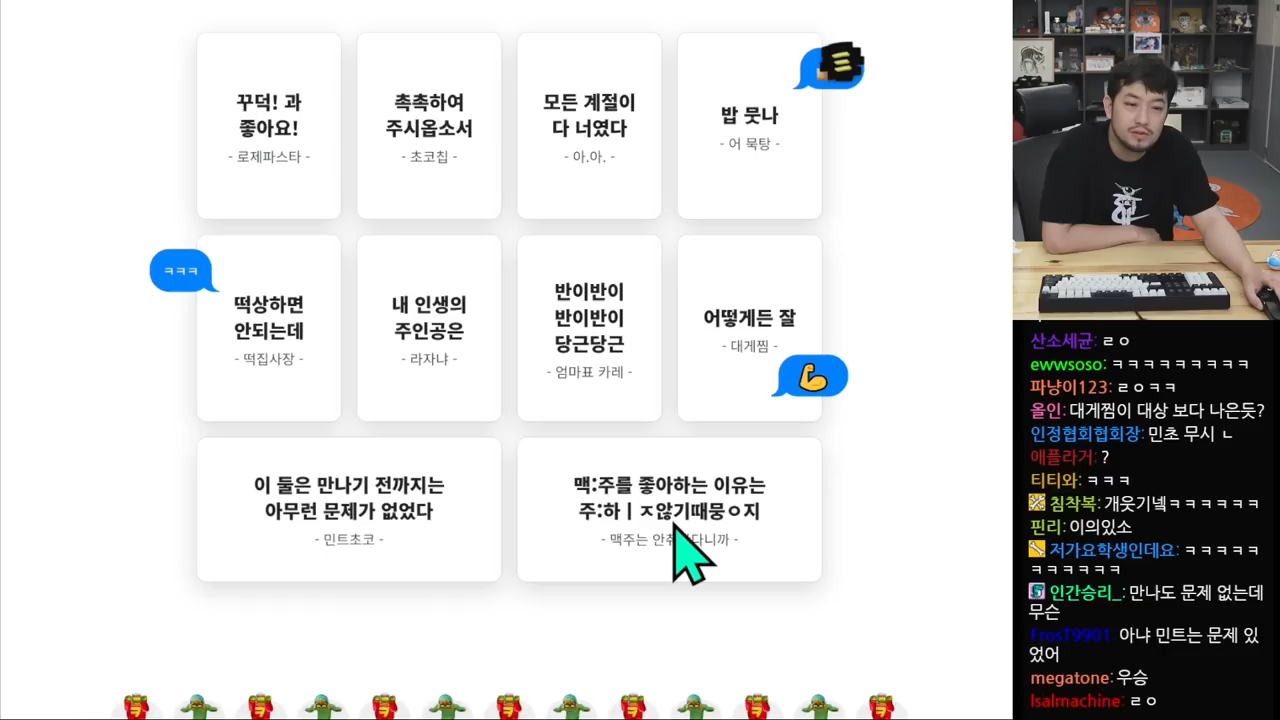 꾸덕! 과
좋아요!
- 로제파스타 -
촉촉하여
주시옵소서
- 초코칩 -
모든 계절이
다 너였다
- 아.아. -
밥 뭇나
- 어 묵탕 -
ㅋㅋㅋ
떡상하면
안되는데
- 떡집사장 -
내 인생의
주인공은
- 라자냐 -
반이반이
반이반이
당근당근
- 엄마표 카레 -
어떻게든 잘
- 대게찜 -
이 둘은 만나기 전까지는
아무런 문제가 없었다
- 민트초코 -
맥:주를 좋아하는 이유는
주:하ㅣㅈ않기때뭉ㅇ지
- 맥주는 안취 다니까 -
산소세균: ㄹㅇ
ewwsoso: ㅋㅋㅋㅋㅋㅋㅋㅋㅋ
파냥이123: ㄹㅇㅋㅋ
올인: 대게찜이 대상 보다 나은듯?
인정협회협회장: 민초 무시 ㄴ
애플라거: ?
티티와: ㅋㅋㅋ
침착복: 개웃기넼ㅋㅋㅋㅋㅋㅋ
핀리: 이의있소
저가요학생인데요: ㅋㅋㅋㅋㅋ
ㅋㅋㅋㅋㅋㅋ
인간승리_: 만나도 문제 없는데
무슨
FrosT9901: 아냐 민트는 문제 있
었어
megatone: 우승
lsalmachine: ㄹㅇ